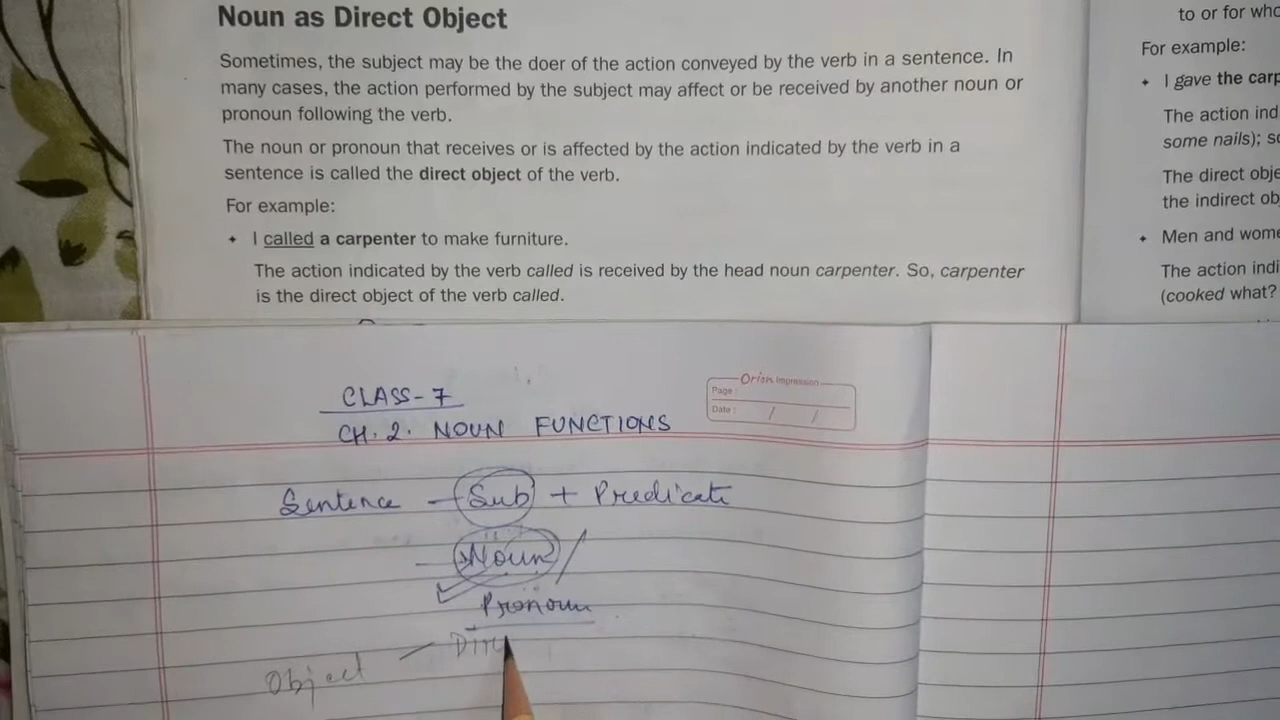 Noun as Direct Object
Sometimes, the subject may be the doer of the action conveyed by the verb in a sentence. In
many cases, the action performed by the subject may affect or be received by another noun or
pronoun following the verb.
The noun or pronoun that receives or is affected by the action indicated by the verb in a
sentence is called the direct object of the verb.
For example:
I called a carpenter to make furniture.
The action indicated by the verb called is received by the head noun carpenter. So, carpenter
is the direct object of the verb called.
to or for who
For example:
I gave the carp
The action ind
some nails); so
The direct obje
the indirect ob
Men and wome
The action indi
(cooked what?
CLASS-7
CH. 2. NOUN FUNCTIONS
Orion Impression
Page :
Date : / /
Sentence – Sub + Predicate
Noun /
Pronoun
Object – Dire